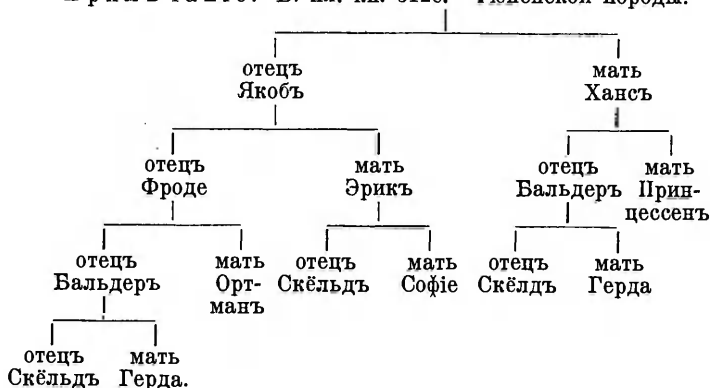 отецъ мать
Якобъ Хансъ
отецъ мать отецъ мать
Фроде Эрикъ Бальдеръ Прин-
цессенъ
отецъ мать отецъ мать отецъ мать
Бальдеръ Орт- Скёльдъ Софіе Скёлдъ Герда
манъ
отецъ мать
Скёльдъ Герда.